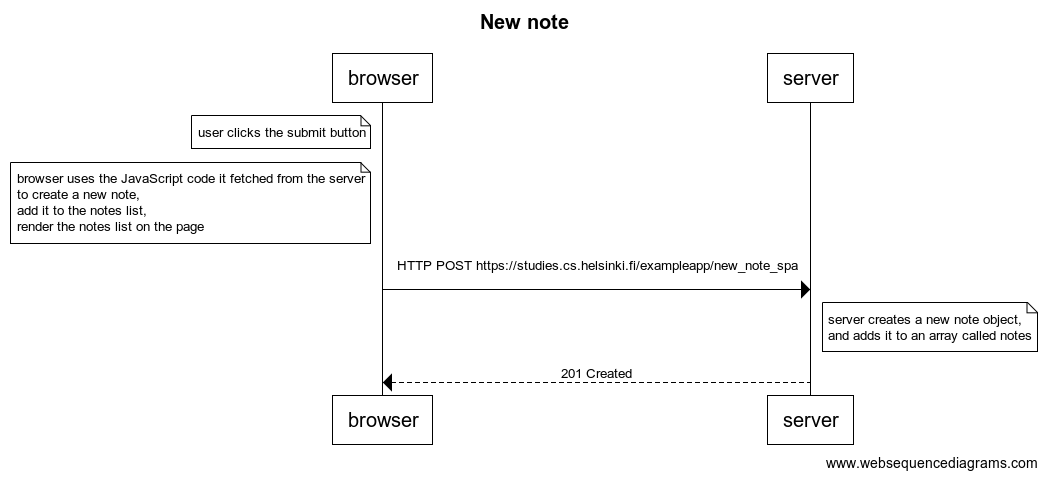 New note
browser
server
user clicks the submit button
browser uses the JavaScript code it fetched from the server
to create a new note,
add it to the notes list,
render the notes list on the page
HTTP POST https://studies.cs.helsinki.fi/exampleapp/new_note_spa
server creates a new note object,
and adds it to an array called notes
201 Created
browser
server
www.websequencediagrams.com